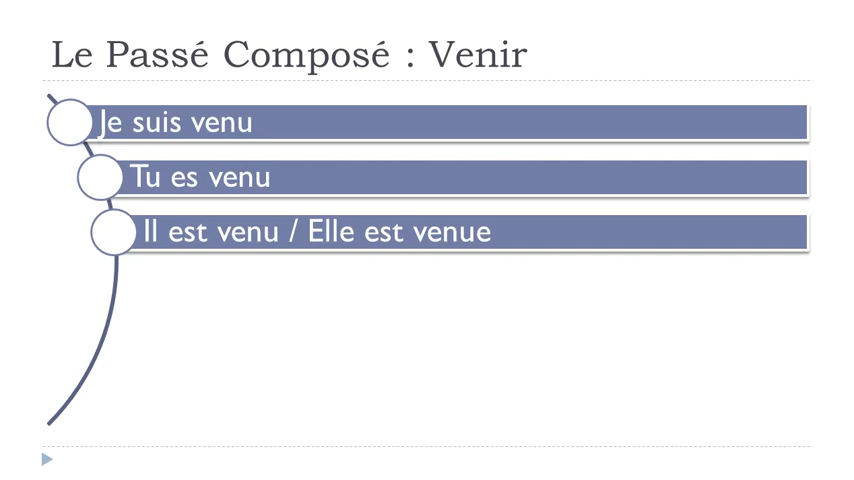 Le Passé Composé : Venir
Je suis venu
Tu es venu
Il est venu / Elle est venue